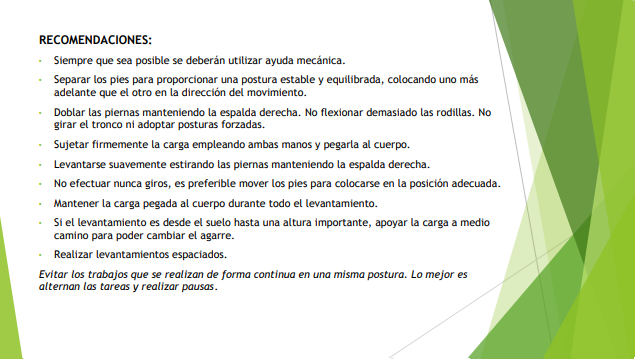 RECOMENDACIONES:
• Siempre que sea posible se deberán utilizar ayuda mecánica.
• Separar los pies para proporcionar una postura estable y equilibrada, colocando uno más
adelante que el otro en la dirección del movimiento.
• Doblar las piernas manteniendo la espalda derecha. No flexionar demasiado las rodillas. No
girar el tronco ni adoptar posturas forzadas.
• Sujetar firmemente la carga empleando ambas manos y pegarla al cuerpo.
• Levantarse suavemente estirando las piernas manteniendo la espalda derecha.
• No efectuar nunca giros, es preferible mover los pies para colocarse en la posición adecuada.
• Mantener la carga pegada al cuerpo durante todo el levantamiento.
• Si el levantamiento es desde el suelo hasta una altura importante, apoyar la carga a medio
camino para poder cambiar el agarre.
• Realizar levantamientos espaciados.
Evitar los trabajos que se realizan de forma continua en una misma postura. Lo mejor es
alternan las tareas y realizar pausas.